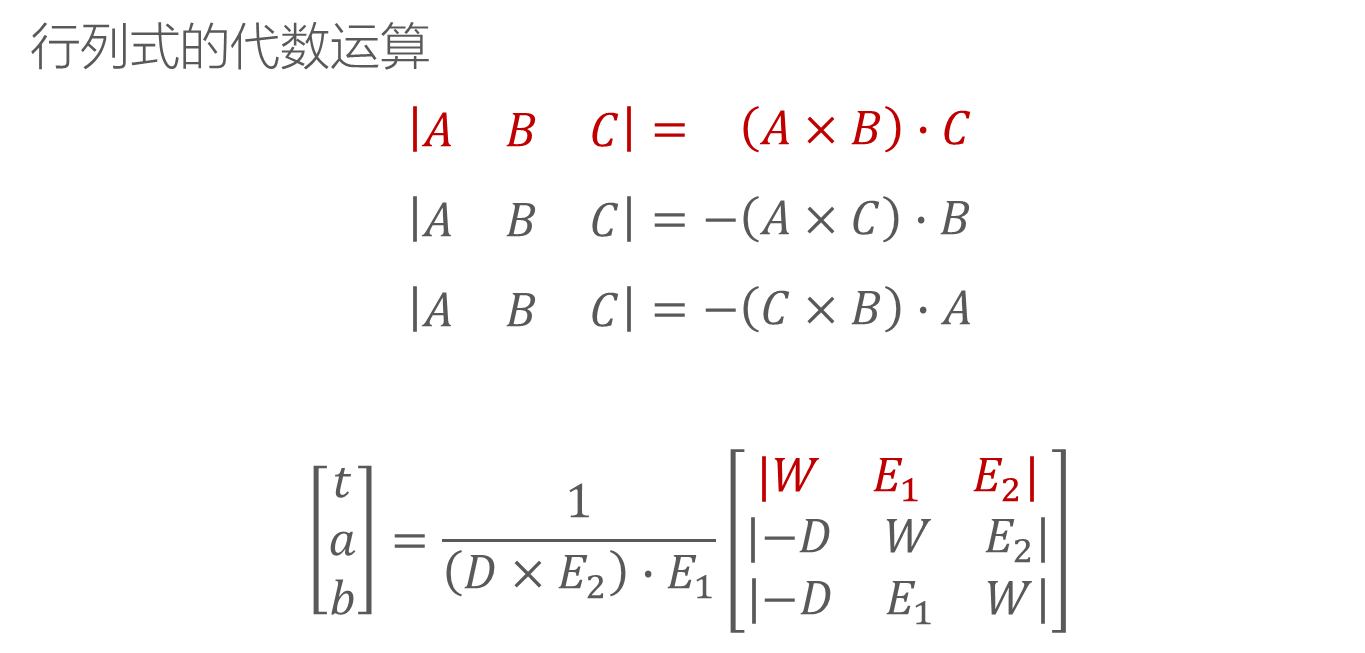 行列式的代数运算
|A B C| = (A × B) · C
|A B C| = −(A × C) · B
|A B C| = −(C × B) · A
[t a b] = 1 / (D × E₂) · E₁ [|W E₁ E₂|
|−D W E₂|
|−D E₁ W|]